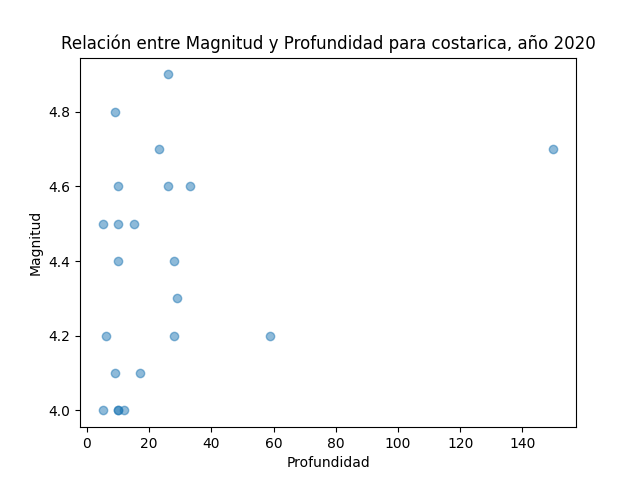 Relación entre Magnitud y Profundidad para costarica, año 2020
4.8
4.6
4.4
4.2
4.0
Magnitud
0 20 40 60 80 100 120 140
Profundidad